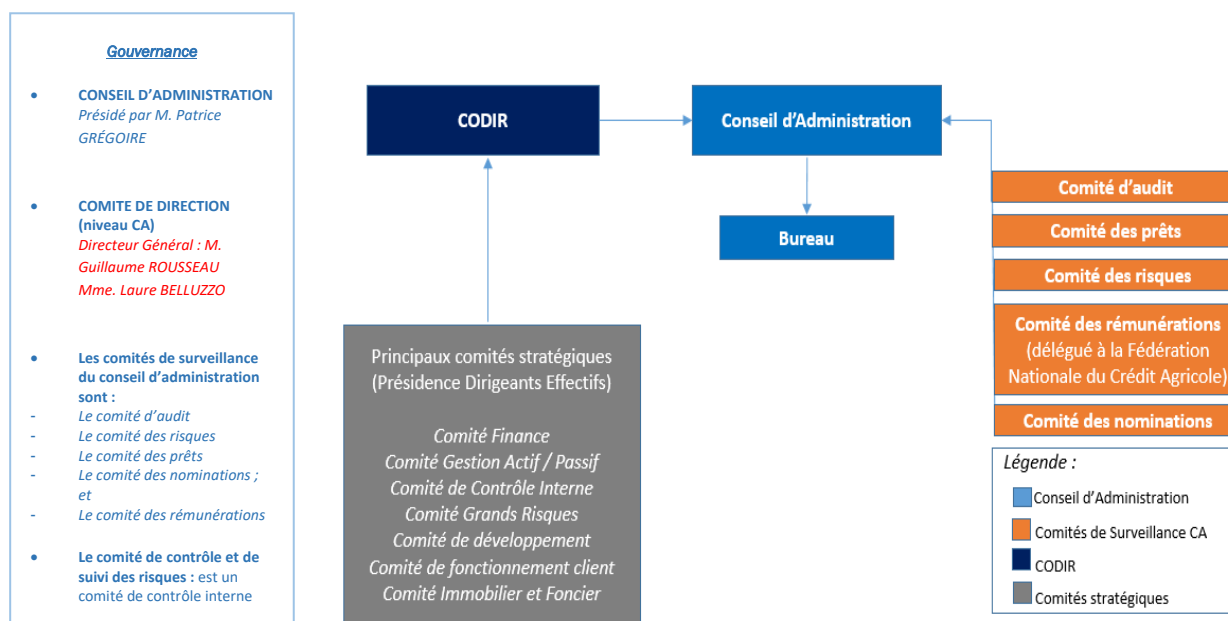 Gouvernance
• CONSEIL D’ADMINISTRATION
Présidé par M. Patrice
GRÉGOIRE
• COMITE DE DIRECTION
(niveau CA)
Directeur Général : M.
Guillaume ROUSSEAU
Mme. Laure BELLUZZO
• Les comités de surveillance
du conseil d’administration
sont :
- Le comité d’audit
- Le comité des risques
- Le comité des prêts
- Le comité des nominations ;
et
- Le comité des rémunérations
• Le comité de contrôle et de
suivi des risques : est un
comité de contrôle interne
CODIR
Conseil d’Administration
Bureau
Principaux comités stratégiques
(Présidence Dirigeants Effectifs)
Comité Finance
Comité Gestion Actif / Passif
Comité de Contrôle Interne
Comité Grands Risques
Comité de développement
Comité de fonctionnement client
Comité Immobilier et Foncier
Comité d’audit
Comité des prêts
Comité des risques
Comité des rémunérations
(délégué à la Fédération
Nationale du Crédit Agricole)
Comité des nominations
Légende :
Conseil d’Administration
Comités de Surveillance CA
CODIR
Comités stratégiques